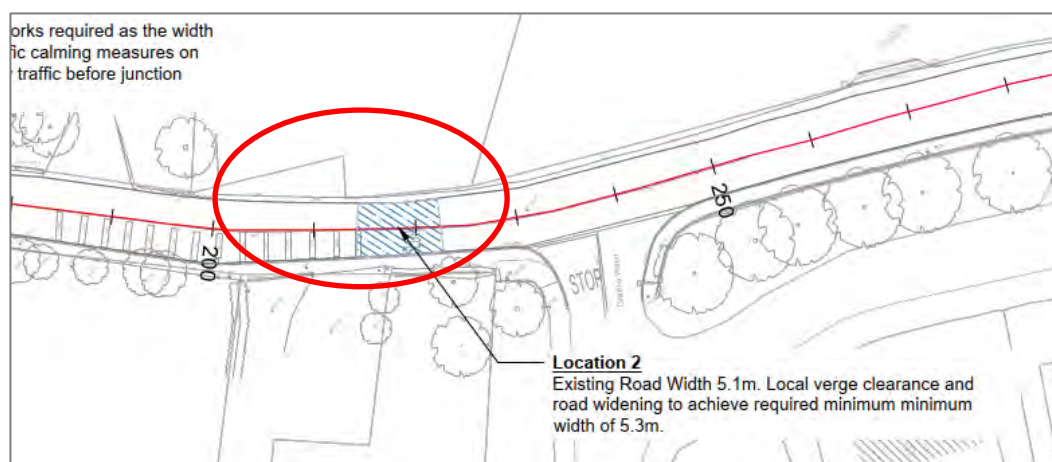 orks required as the width
fic calming measures on
traffic before junction
200
250
STOP
Location 2
Existing Road Width 5.1m. Local verge clearance and
road widening to achieve required minimum minimum
width of 5.3m.